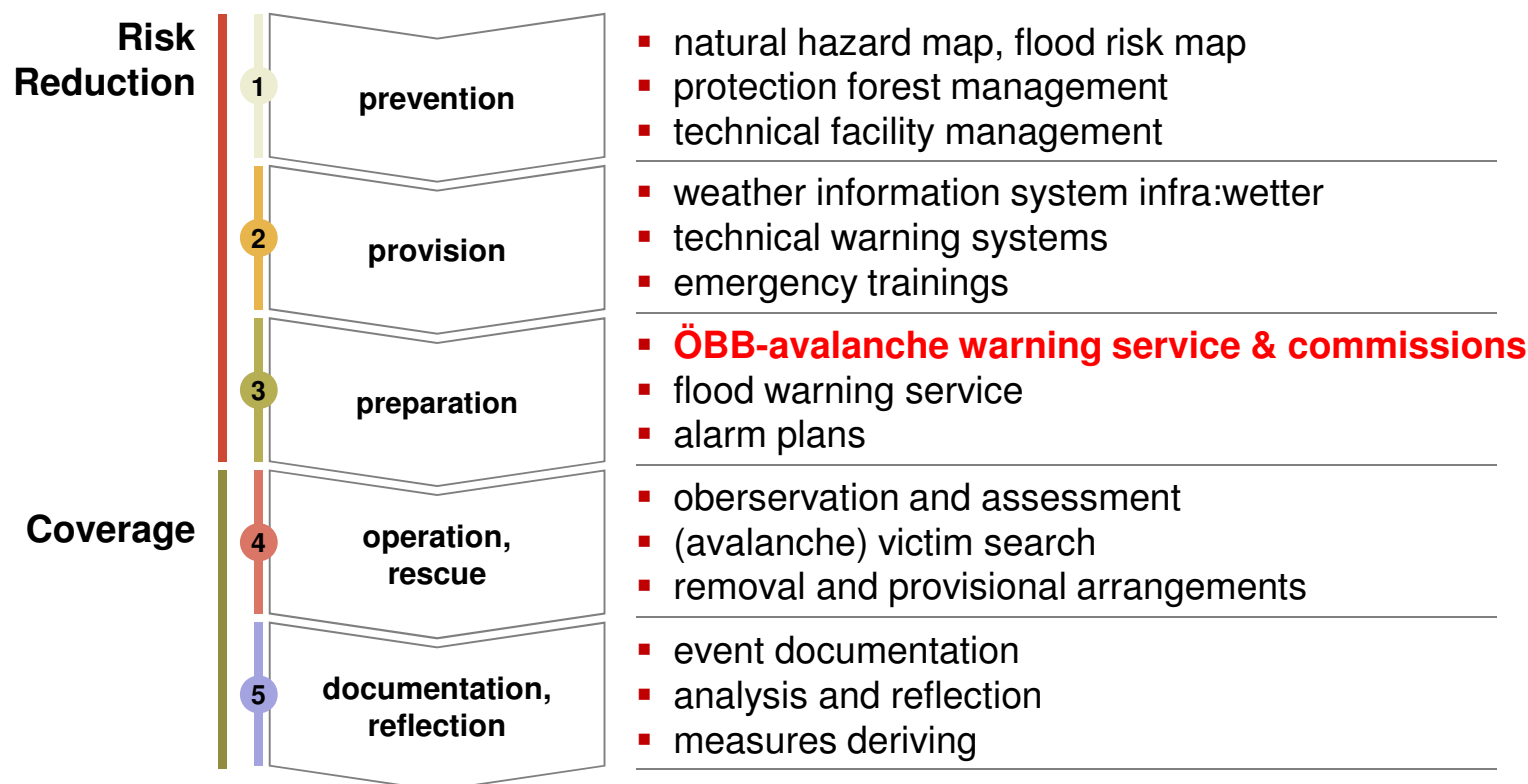 Risk
Reduction
1
prevention
▪ natural hazard map, flood risk map
▪ protection forest management
▪ technical facility management
2
provision
▪ weather information system infra:wetter
▪ technical warning systems
▪ emergency trainings
3
preparation
▪ ÖBB-avalanche warning service & commissions
▪ flood warning service
▪ alarm plans
Coverage
4
operation,
rescue
▪ oberservation and assessment
▪ (avalanche) victim search
▪ removal and provisional arrangements
5
documentation,
reflection
▪ event documentation
▪ analysis and reflection
▪ measures deriving